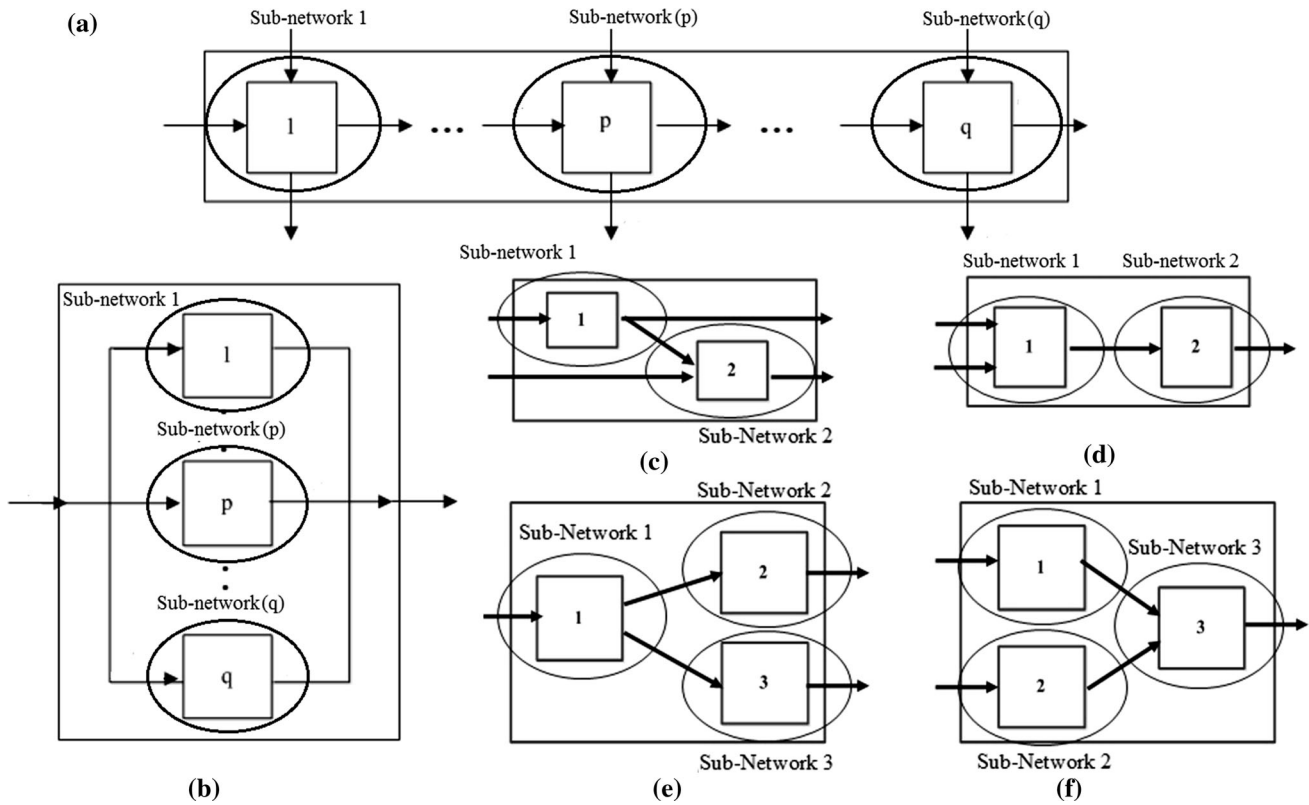 (a)
Sub-network 1
Sub-network(p)
Sub-network(q)
1
...
p
...
q
Sub-network 1
1
Sub-network(p)
p
Sub-network(q)
q
(b)
Sub-network 1
1
2
Sub-Network 2
(c)
Sub-network 1
Sub-network 2
1
2
(d)
Sub-Network 2
Sub-Network 1
1
2
3
Sub-Network 3
(e)
Sub-Network 1
Sub-Network 3
1
3
2
Sub-Network 2
(f)